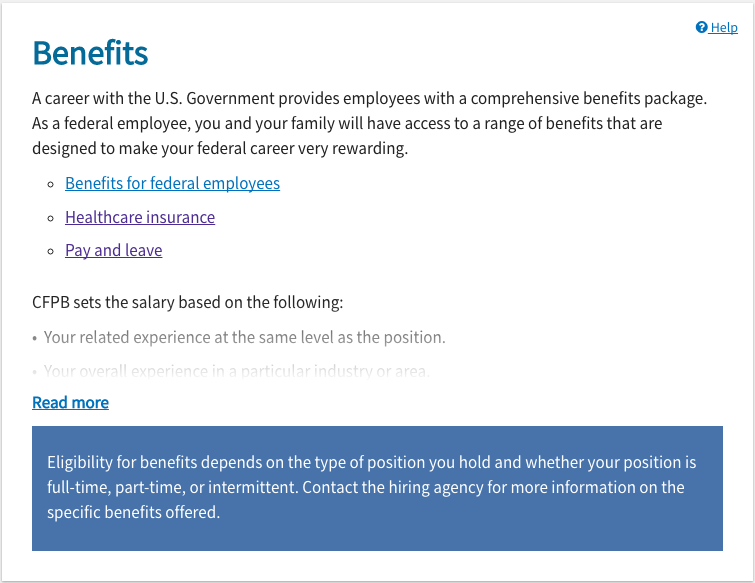 Help
Benefits
A career with the U.S. Government provides employees with a comprehensive benefits package.
As a federal employee, you and your family will have access to a range of benefits that are
designed to make your federal career very rewarding.
Benefits for federal employees
Healthcare insurance
Pay and leave
CFPB sets the salary based on the following:
• Your related experience at the same level as the position.
• Your overall experience in a particular industry or area.
Read more
Eligibility for benefits depends on the type of position you hold and whether your position is
full-time, part-time, or intermittent. Contact the hiring agency for more information on the
specific benefits offered.